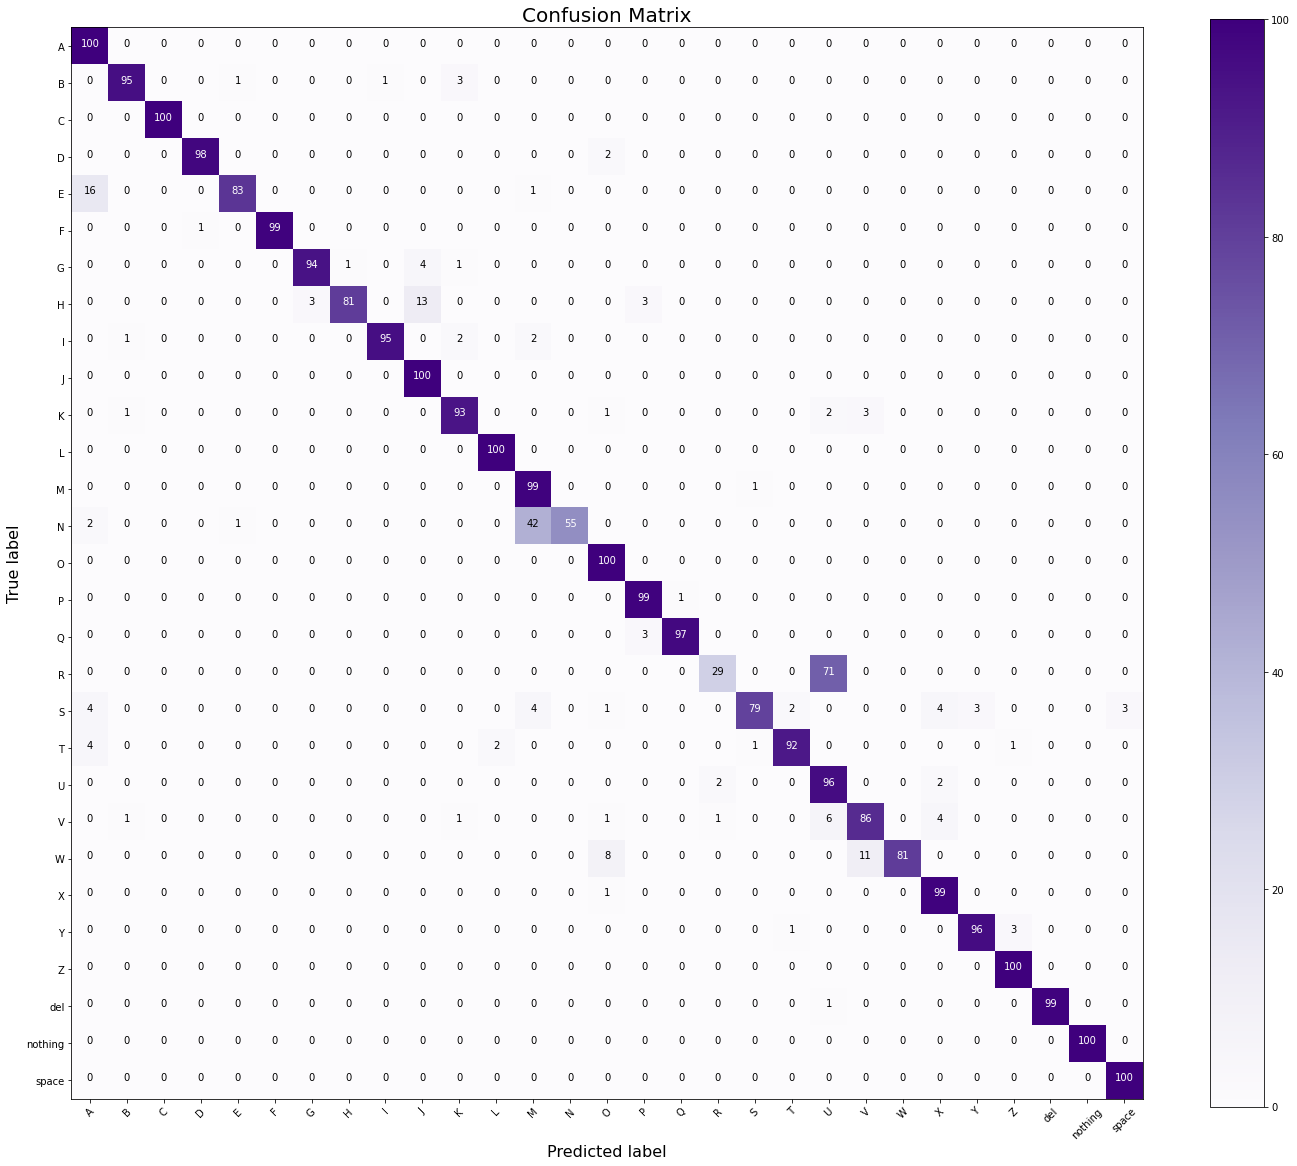 Confusion Matrix
A 100 0 0 0 0 0 0 0 0 0 0 0 0 0 0 0 0 0 0 0 0 0 0 0 0 0 0 0 0 100
B 0 95 0 0 1 0 0 0 1 0 3 0 0 0 0 0 0 0 0 0 0 0 0 0 0 0 0 0 0
C 0 0 100 0 0 0 0 0 0 0 0 0 0 0 0 0 0 0 0 0 0 0 0 0 0 0 0 0 0
D 0 0 0 98 0 0 0 0 0 0 0 0 0 0 2 0 0 0 0 0 0 0 0 0 0 0 0 0 0
E 16 0 0 0 83 0 0 0 0 0 0 0 1 0 0 0 0 0 0 0 0 0 0 0 0 0 0 0 0
F 0 0 0 1 0 99 0 0 0 0 0 0 0 0 0 0 0 0 0 0 0 0 0 0 0 0 0 0 0 80
G 0 0 0 0 0 0 94 1 0 4 1 0 0 0 0 0 0 0 0 0 0 0 0 0 0 0 0 0 0
H 0 0 0 0 0 0 3 81 0 13 0 0 0 0 0 3 0 0 0 0 0 0 0 0 0 0 0 0 0
I 0 1 0 0 0 0 0 0 95 0 2 0 2 0 0 0 0 0 0 0 0 0 0 0 0 0 0 0 0
J 0 0 0 0 0 0 0 0 0 100 0 0 0 0 0 0 0 0 0 0 0 0 0 0 0 0 0 0 0
K 0 1 0 0 0 0 0 0 0 0 93 0 0 0 1 0 0 0 0 0 2 3 0 0 0 0 0 0 0
L 0 0 0 0 0 0 0 0 0 0 0 100 0 0 0 0 0 0 0 0 0 0 0 0 0 0 0 0 0 60
M 0 0 0 0 0 0 0 0 0 0 0 0 99 0 0 0 0 0 1 0 0 0 0 0 0 0 0 0 0
N 2 0 0 0 1 0 0 0 0 0 0 0 42 55 0 0 0 0 0 0 0 0 0 0 0 0 0 0 0
O 0 0 0 0 0 0 0 0 0 0 0 0 0 0 100 0 0 0 0 0 0 0 0 0 0 0 0 0 0
True label
P 0 0 0 0 0 0 0 0 0 0 0 0 0 0 0 99 1 0 0 0 0 0 0 0 0 0 0 0 0
Q 0 0 0 0 0 0 0 0 0 0 0 0 0 0 0 3 97 0 0 0 0 0 0 0 0 0 0 0 0
R 0 0 0 0 0 0 0 0 0 0 0 0 0 0 0 0 0 29 0 0 71 0 0 0 0 0 0 0 0 40
S 4 0 0 0 0 0 0 0 0 0 0 0 4 0 1 0 0 0 79 2 0 0 0 4 3 0 0 0 3
T 4 0 0 0 0 0 0 0 0 0 0 2 0 0 0 0 0 0 1 92 0 0 0 0 0 1 0 0 0
U 0 0 0 0 0 0 0 0 0 0 0 0 0 0 0 0 0 2 0 0 96 0 0 2 0 0 0 0 0
V 0 1 0 0 0 0 0 0 0 0 1 0 0 0 1 0 0 1 0 0 6 86 0 4 0 0 0 0 0
W 0 0 0 0 0 0 0 0 0 0 0 0 0 0 8 0 0 0 0 0 0 11 81 0 0 0 0 0 0
X 0 0 0 0 0 0 0 0 0 0 0 0 0 0 1 0 0 0 0 0 0 0 0 99 0 0 0 0 0 20
Y 0 0 0 0 0 0 0 0 0 0 0 0 0 0 0 0 0 0 0 1 0 0 0 0 96 3 0 0 0
Z 0 0 0 0 0 0 0 0 0 0 0 0 0 0 0 0 0 0 0 0 0 0 0 0 0 100 0 0 0
del 0 0 0 0 0 0 0 0 0 0 0 0 0 0 0 0 0 0 0 0 1 0 0 0 0 0 99 0 0
nothing 0 0 0 0 0 0 0 0 0 0 0 0 0 0 0 0 0 0 0 0 0 0 0 0 0 0 0 100 0
space 0 0 0 0 0 0 0 0 0 0 0 0 0 0 0 0 0 0 0 0 0 0 0 0 0 0 0 0 100 0
A B C D E F G H I J K L M N O P Q R S T U V W X Y Z del nothing space
Predicted label